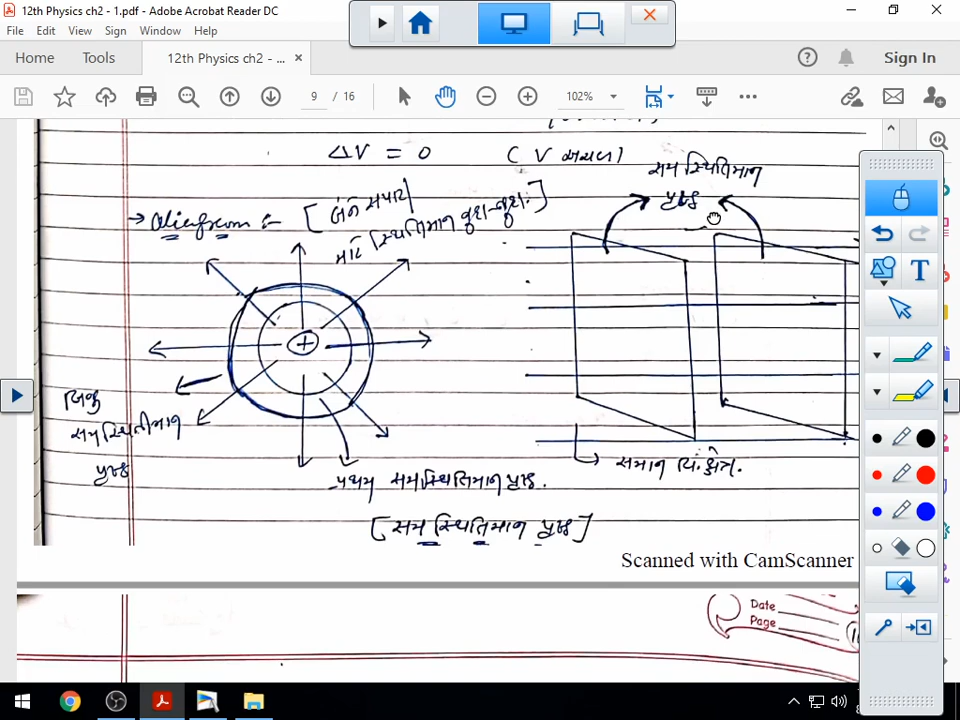 12th Physics ch2 - 1.pdf - Adobe Acrobat Reader DC
File Edit View Sign Window Help
Home Tools 12th Physics ch2 - ... × Sign In
9 / 16 102%
ΔV = 0 ( V અચળ)
સમ સ્થિતિમાન
પૃષ્ઠ
→
[ બંને સપાટી
માટે સ્થિતિમાન જુદા-જુદા ]
+
સમસ્થિતીમાન
પૃષ્ઠ
પ્રથમ સમસ્થિતિમાન પૃષ્ઠ.
સમાન વિ.ક્ષેત્ર.
[ સમ સ્થિતિમાન પૃષ્ઠ ]
Scanned with CamScanner
Date
Page
T